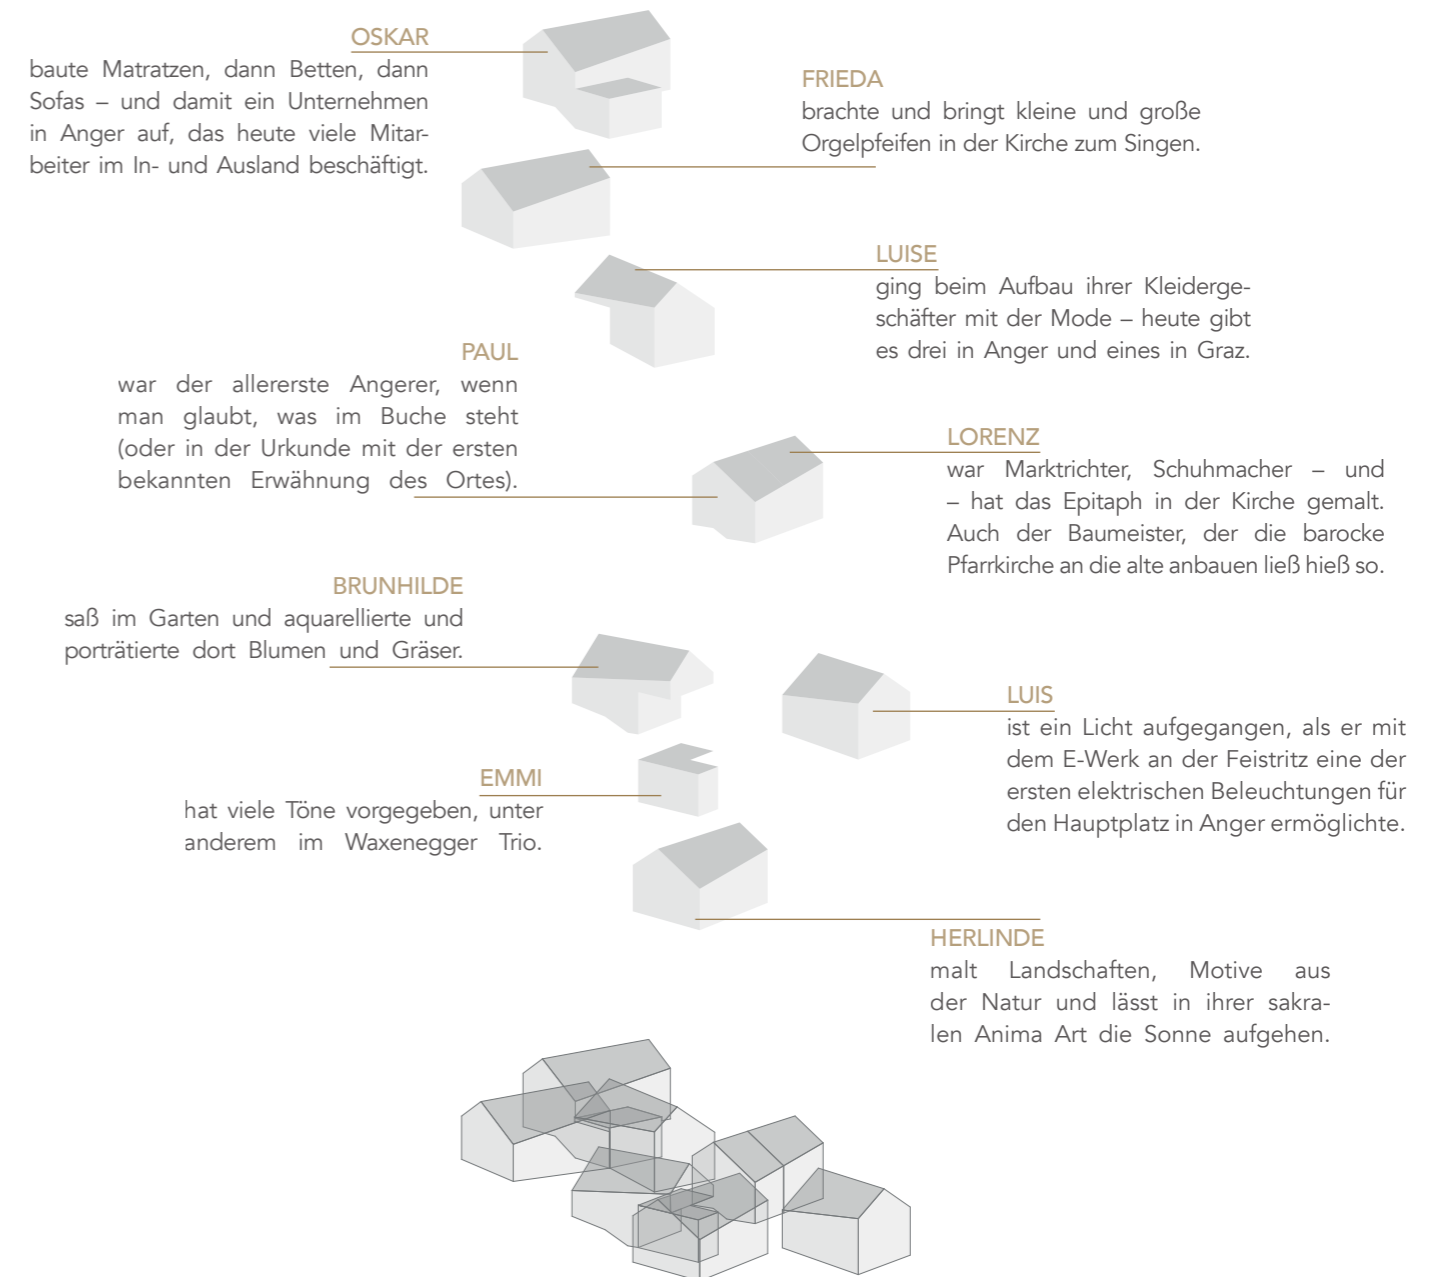 OSKAR
baute Matratzen, dann Betten, dann
Sofas – und damit ein Unternehmen
in Anger auf, das heute viele Mitar-
beiter im In- und Ausland beschäftigt.
FRIEDA
brachte und bringt kleine und große
Orgelpfeifen in der Kirche zum Singen.
LUISE
ging beim Aufbau ihrer Kleiderge-
schäfter mit der Mode – heute gibt
es drei in Anger und eines in Graz.
PAUL
war der allererste Angerer, wenn
man glaubt, was im Buche steht
(oder in der Urkunde mit der ersten
bekannten Erwähnung des Ortes).
LORENZ
war Marktrichter, Schuhmacher – und
– hat das Epitaph in der Kirche gemalt.
Auch der Baumeister, der die barocke
Pfarrkirche an die alte anbauen ließ hieß so.
BRUNHILDE
saß im Garten und aquarellierte und
porträtierte dort Blumen und Gräser.
LUIS
ist ein Licht aufgegangen, als er mit
dem E-Werk an der Feistritz eine der
ersten elektrischen Beleuchtungen für
den Hauptplatz in Anger ermöglichte.
EMMI
hat viele Töne vorgegeben, unter
anderem im Waxenegger Trio.
HERLINDE
malt Landschaften, Motive aus
der Natur und lässt in ihrer sakra-
len Anima Art die Sonne aufgehen.